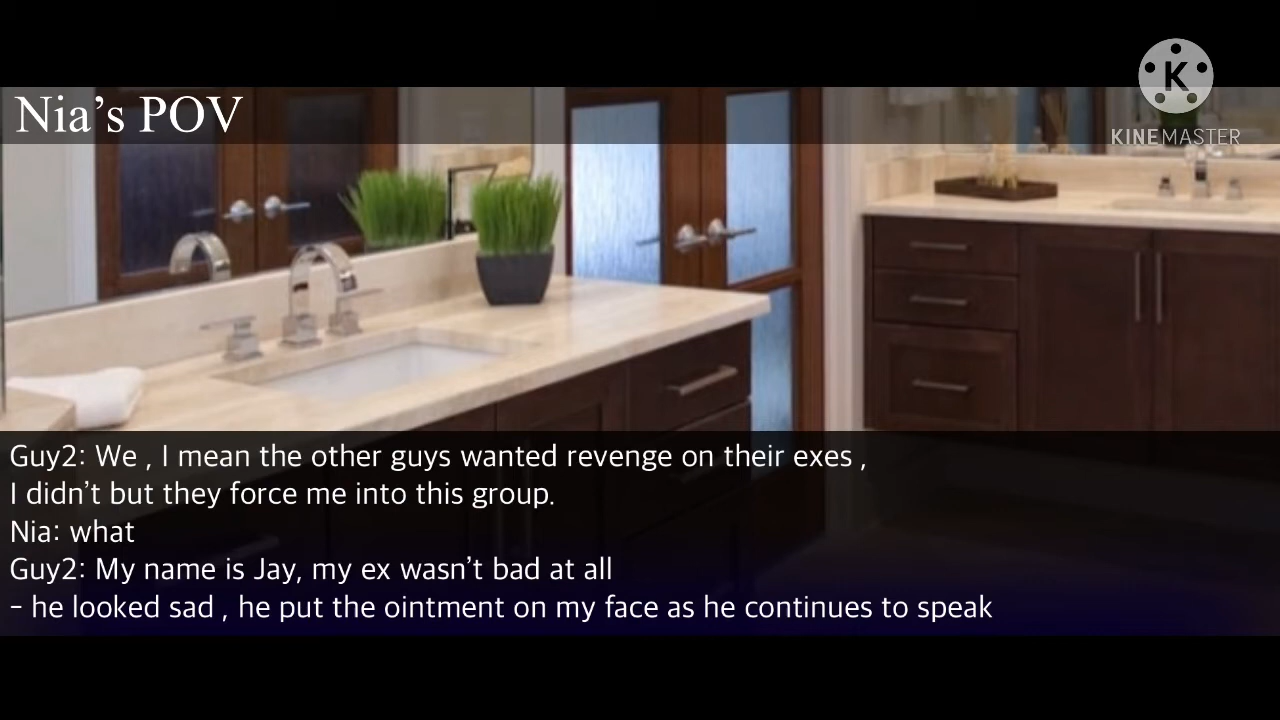 Nia's POV
K
KINEMASTER
Guy2: We , I mean the other guys wanted revenge on their exes ,
I didn't but they force me into this group.
Nia: what
Guy2: My name is Jay, my ex wasn't bad at all
- he looked sad , he put the ointment on my face as he continues to speak